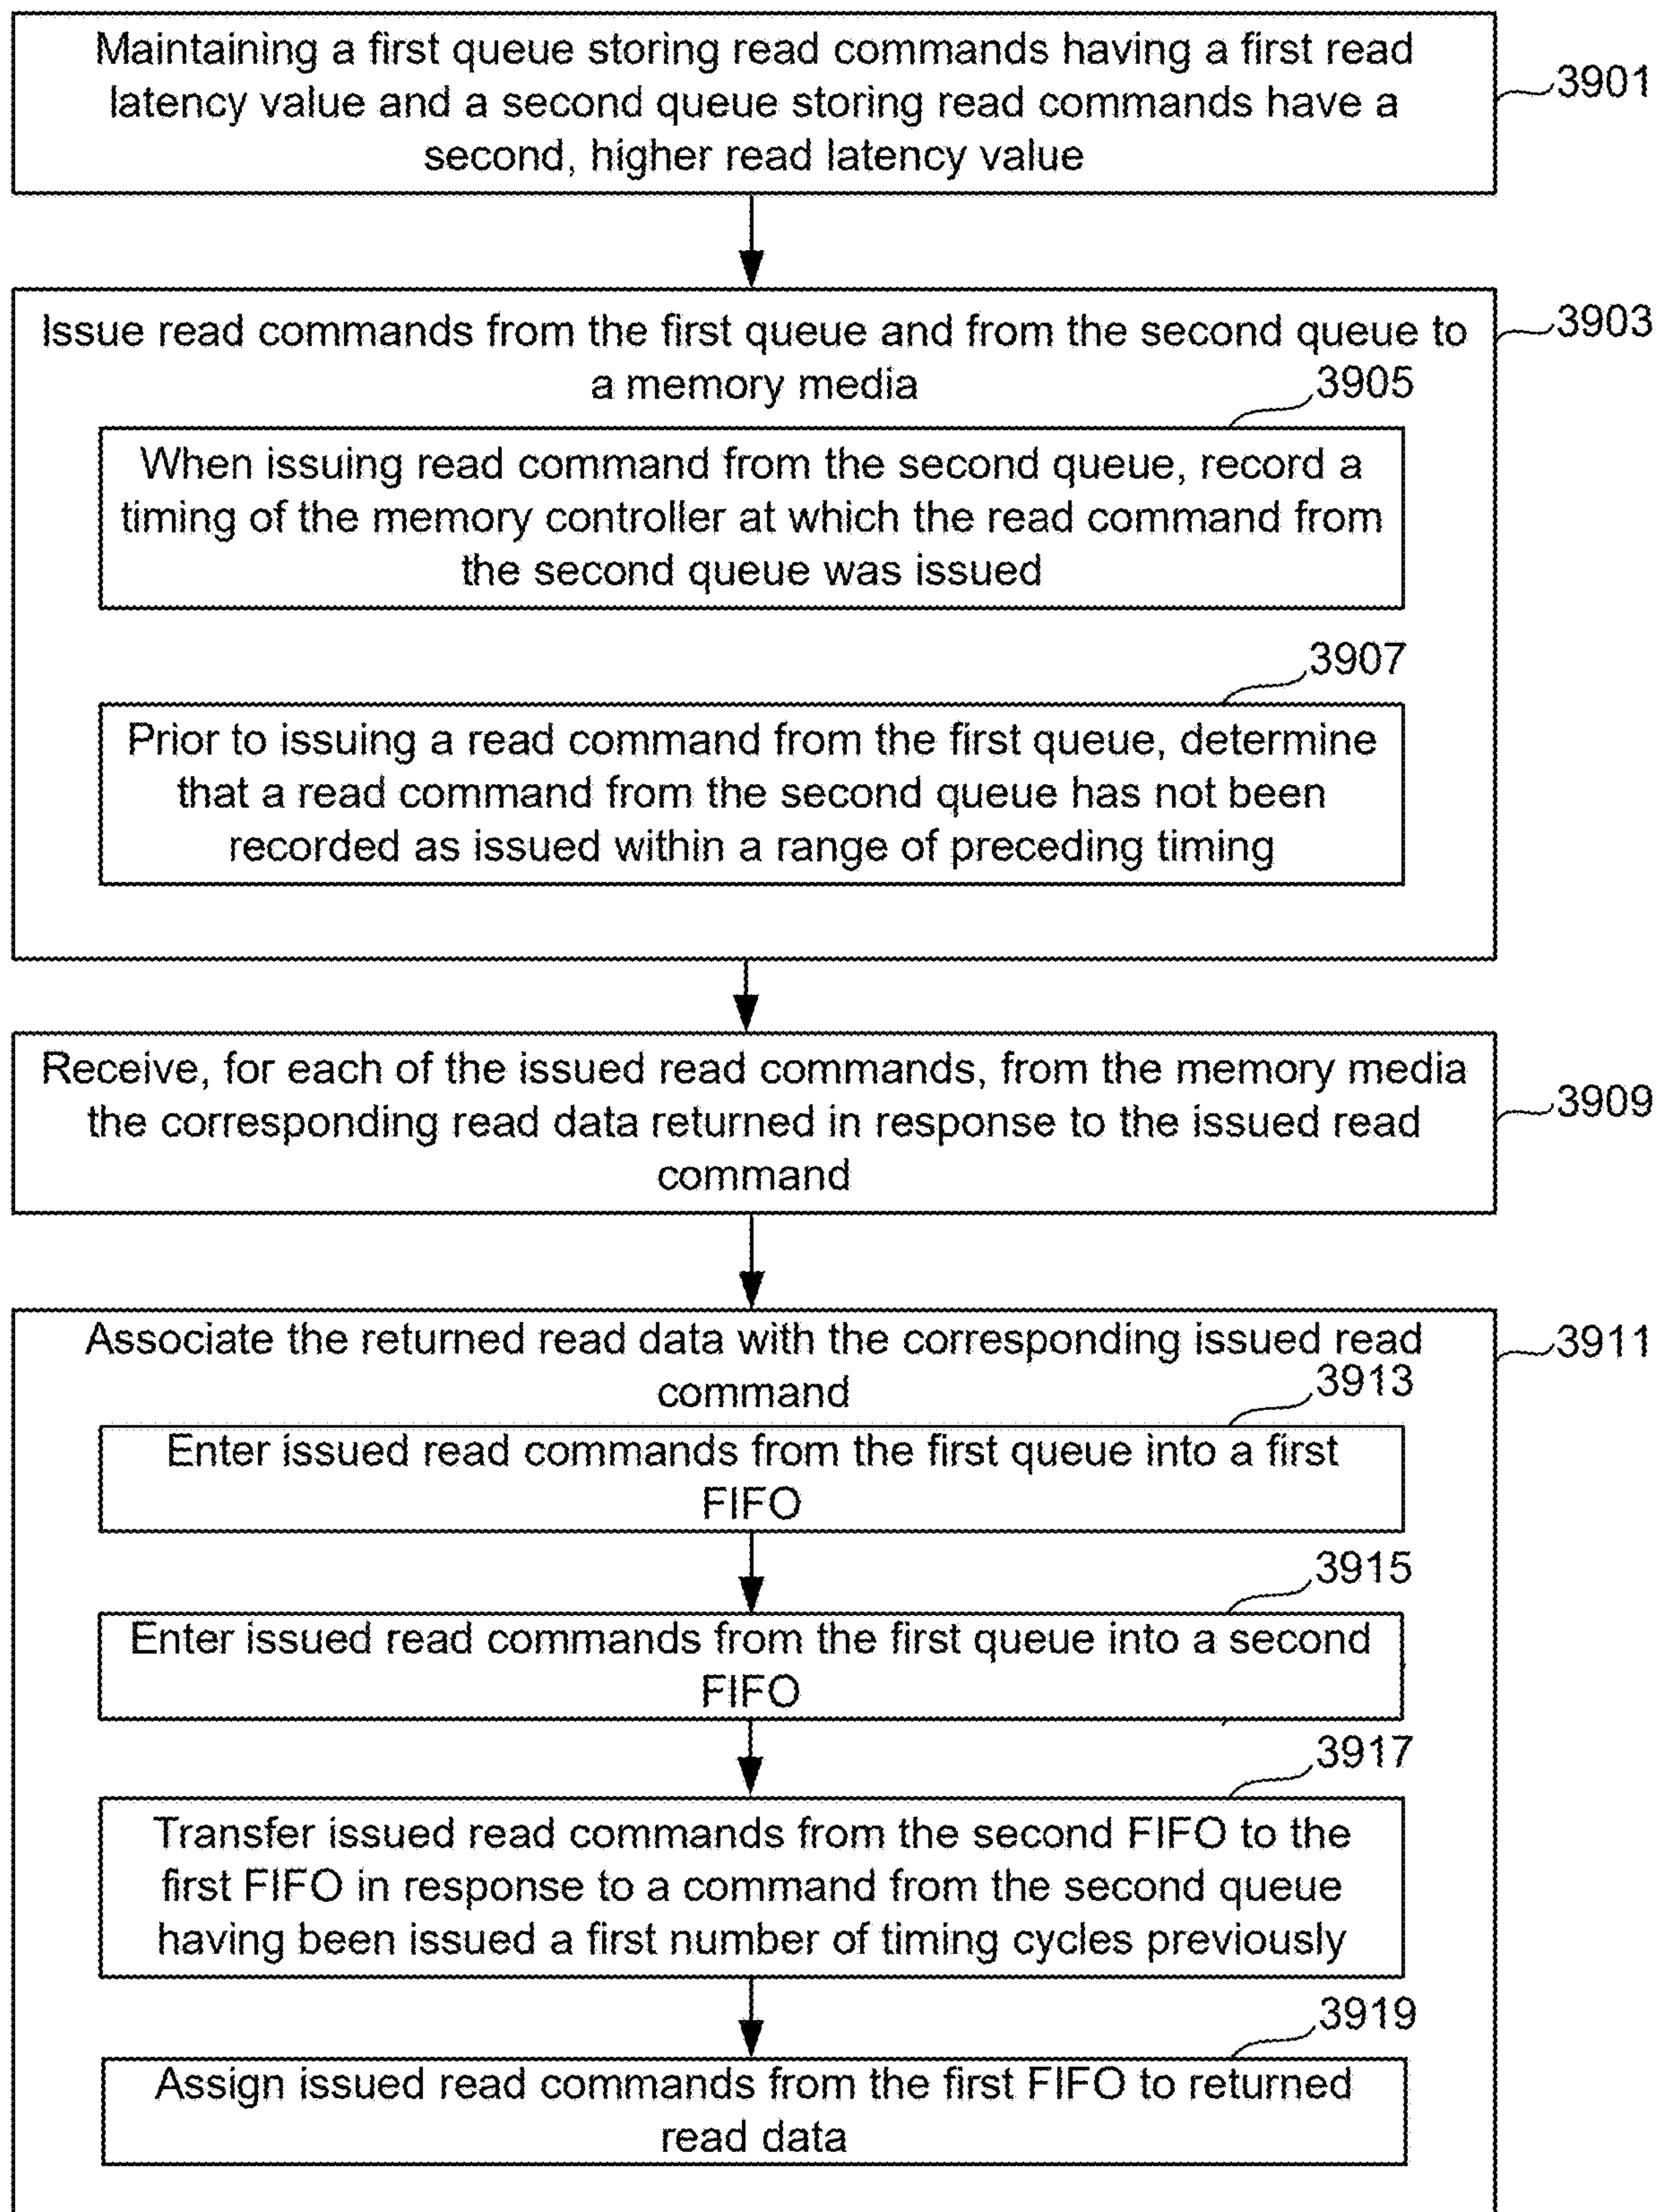 Maintaining a first queue storing read commands having a first read
latency value and a second queue storing read commands have a
second, higher read latency value
3901
Issue read commands from the first queue and from the second queue to
a memory media
3903
3905
When issuing read command from the second queue, record a
timing of the memory controller at which the read command from
the second queue was issued
3907
Prior to issuing a read command from the first queue, determine
that a read command from the second queue has not been
recorded as issued within a range of preceding timing
Receive, for each of the issued read commands, from the memory media
the corresponding read data returned in response to the issued read
command
3909
Associate the returned read data with the corresponding issued read
command
3911
3913
Enter issued read commands from the first queue into a first
FIFO
3915
Enter issued read commands from the first queue into a second
FIFO
3917
Transfer issued read commands from the second FIFO to the
first FIFO in response to a command from the second queue
having been issued a first number of timing cycles previously
3919
Assign issued read commands from the first FIFO to returned
read data